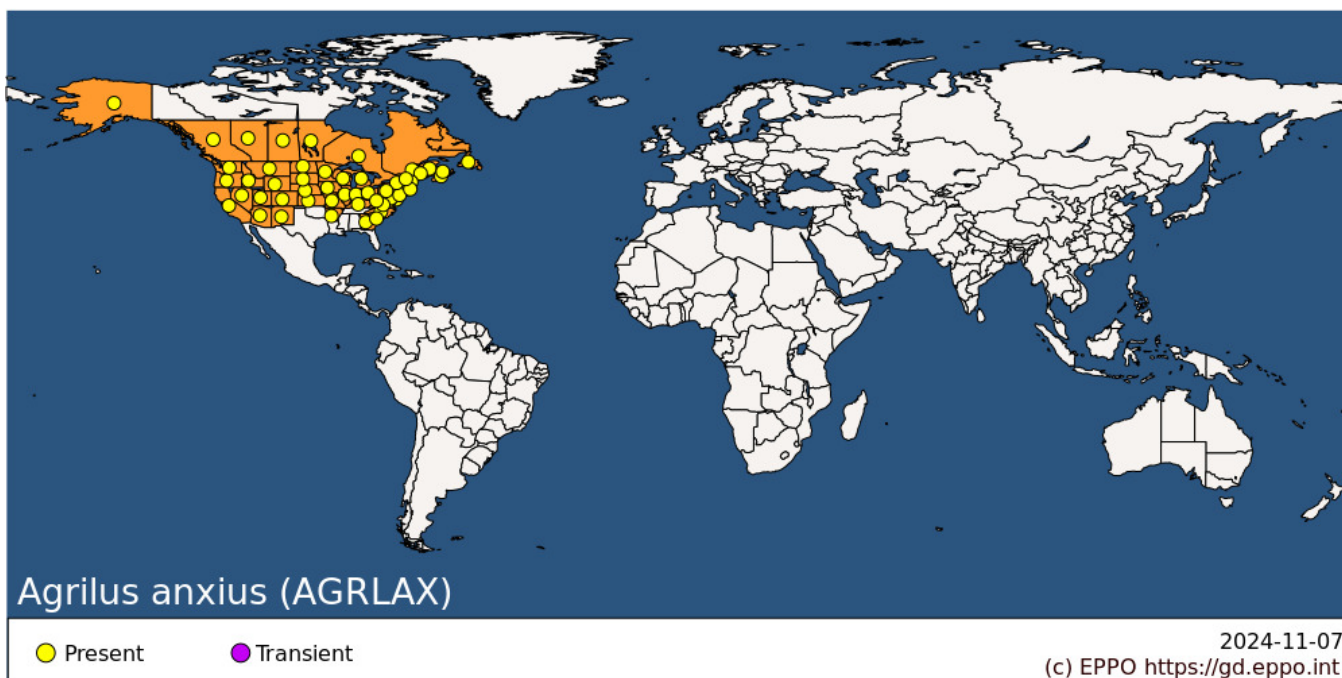 Agrilus anxius (AGRLAX)
Present
Transient
2024-11-07
(c) EPPO https://gd.eppo.int